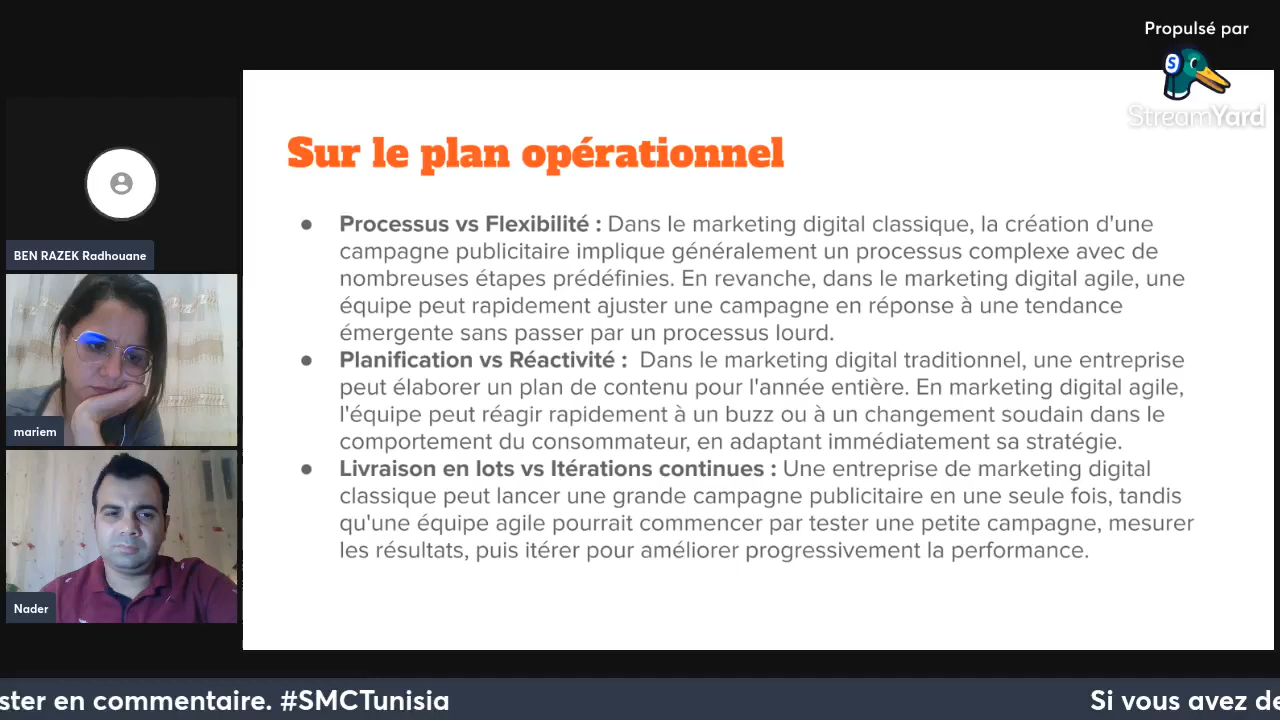 Propulsé par
StreamYard
Sur le plan opérationnel
● Processus vs Flexibilité : Dans le marketing digital classique, la création d'une
campagne publicitaire implique généralement un processus complexe avec de
nombreuses étapes prédéfinies. En revanche, dans le marketing digital agile, une
équipe peut rapidement ajuster une campagne en réponse à une tendance
émergente sans passer par un processus lourd.
● Planification vs Réactivité : Dans le marketing digital traditionnel, une entreprise
peut élaborer un plan de contenu pour l'année entière. En marketing digital agile,
l'équipe peut réagir rapidement à un buzz ou à un changement soudain dans le
comportement du consommateur, en adaptant immédiatement sa stratégie.
● Livraison en lots vs Itérations continues : Une entreprise de marketing digital
classique peut lancer une grande campagne publicitaire en une seule fois, tandis
qu'une équipe agile pourrait commencer par tester une petite campagne, mesurer
les résultats, puis itérer pour améliorer progressivement la performance.
BEN RAZEK Radhouane
mariem
Nader
ster en commentaire. #SMCTunisia
Si vous avez de